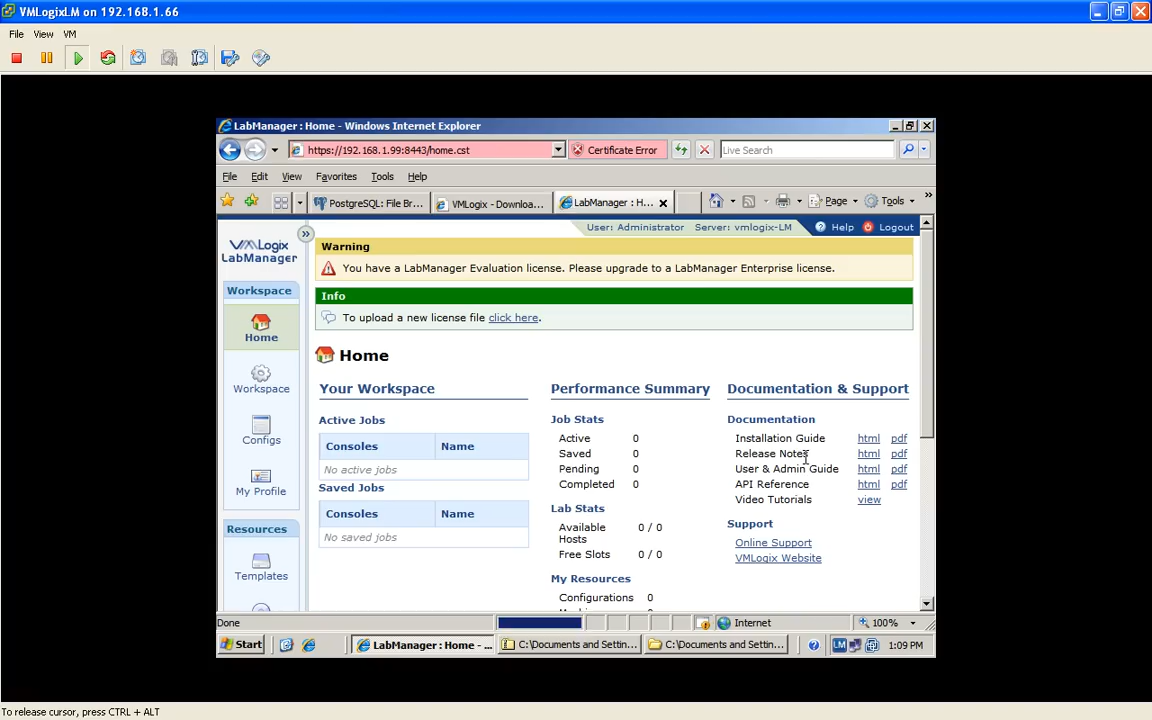 VMLogixLM on 192.168.1.66
File View VM
LabManager : Home - Windows Internet Explorer
https://192.168.1.99:8443/home.cst
Certificate Error
Live Search
File Edit View Favorites Tools Help
PostgreSQL: File Br...
VMLogix - Downloa...
LabManager : H...
Page
Tools
»
User: Administrator Server: vmlogix-LM Help Logout
VMLogix
LabManager
»
Warning
You have a LabManager Evaluation license. Please upgrade to a LabManager Enterprise license.
Info
To upload a new license file click here.
Workspace
Home
Workspace
Configs
My Profile
Resources
Templates
Home
Your Workspace
Active Jobs
Consoles Name
No active jobs
Saved Jobs
Consoles Name
No saved jobs
Performance Summary
Job Stats
Active 0
Saved 0
Pending 0
Completed 0
Lab Stats
Available Hosts 0 / 0
Free Slots 0 / 0
My Resources
Configurations 0
Documentation & Support
Documentation
Installation Guide html pdf
Release Notes html pdf
User & Admin Guide html pdf
API Reference html pdf
Video Tutorials view
Support
Online Support
VMLogix Website
Done
Internet
100%
Start
LabManager : Home - ...
C:\Documents and Settin...
C:\Documents and Settin...
LM
1:09 PM
To release cursor, press CTRL + ALT